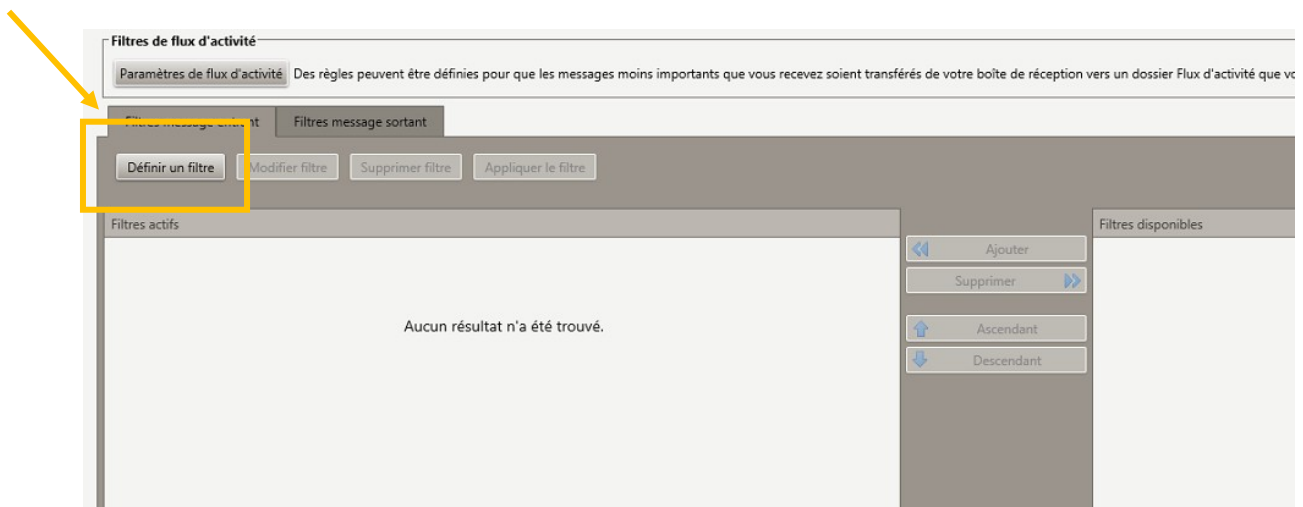 Filtres de flux d'activité
Paramètres de flux d'activité Des règles peuvent être définies pour que les messages moins importants que vous recevez soient transférés de votre boîte de réception vers un dossier Flux d'activité que
Filtres message entrant Filtres message sortant
Définir un filtre Modifier filtre Supprimer filtre Appliquer le filtre
Filtres actifs
Filtres disponibles
Ajouter
Supprimer
Aucun résultat n'a été trouvé.
Ascendant
Descendant